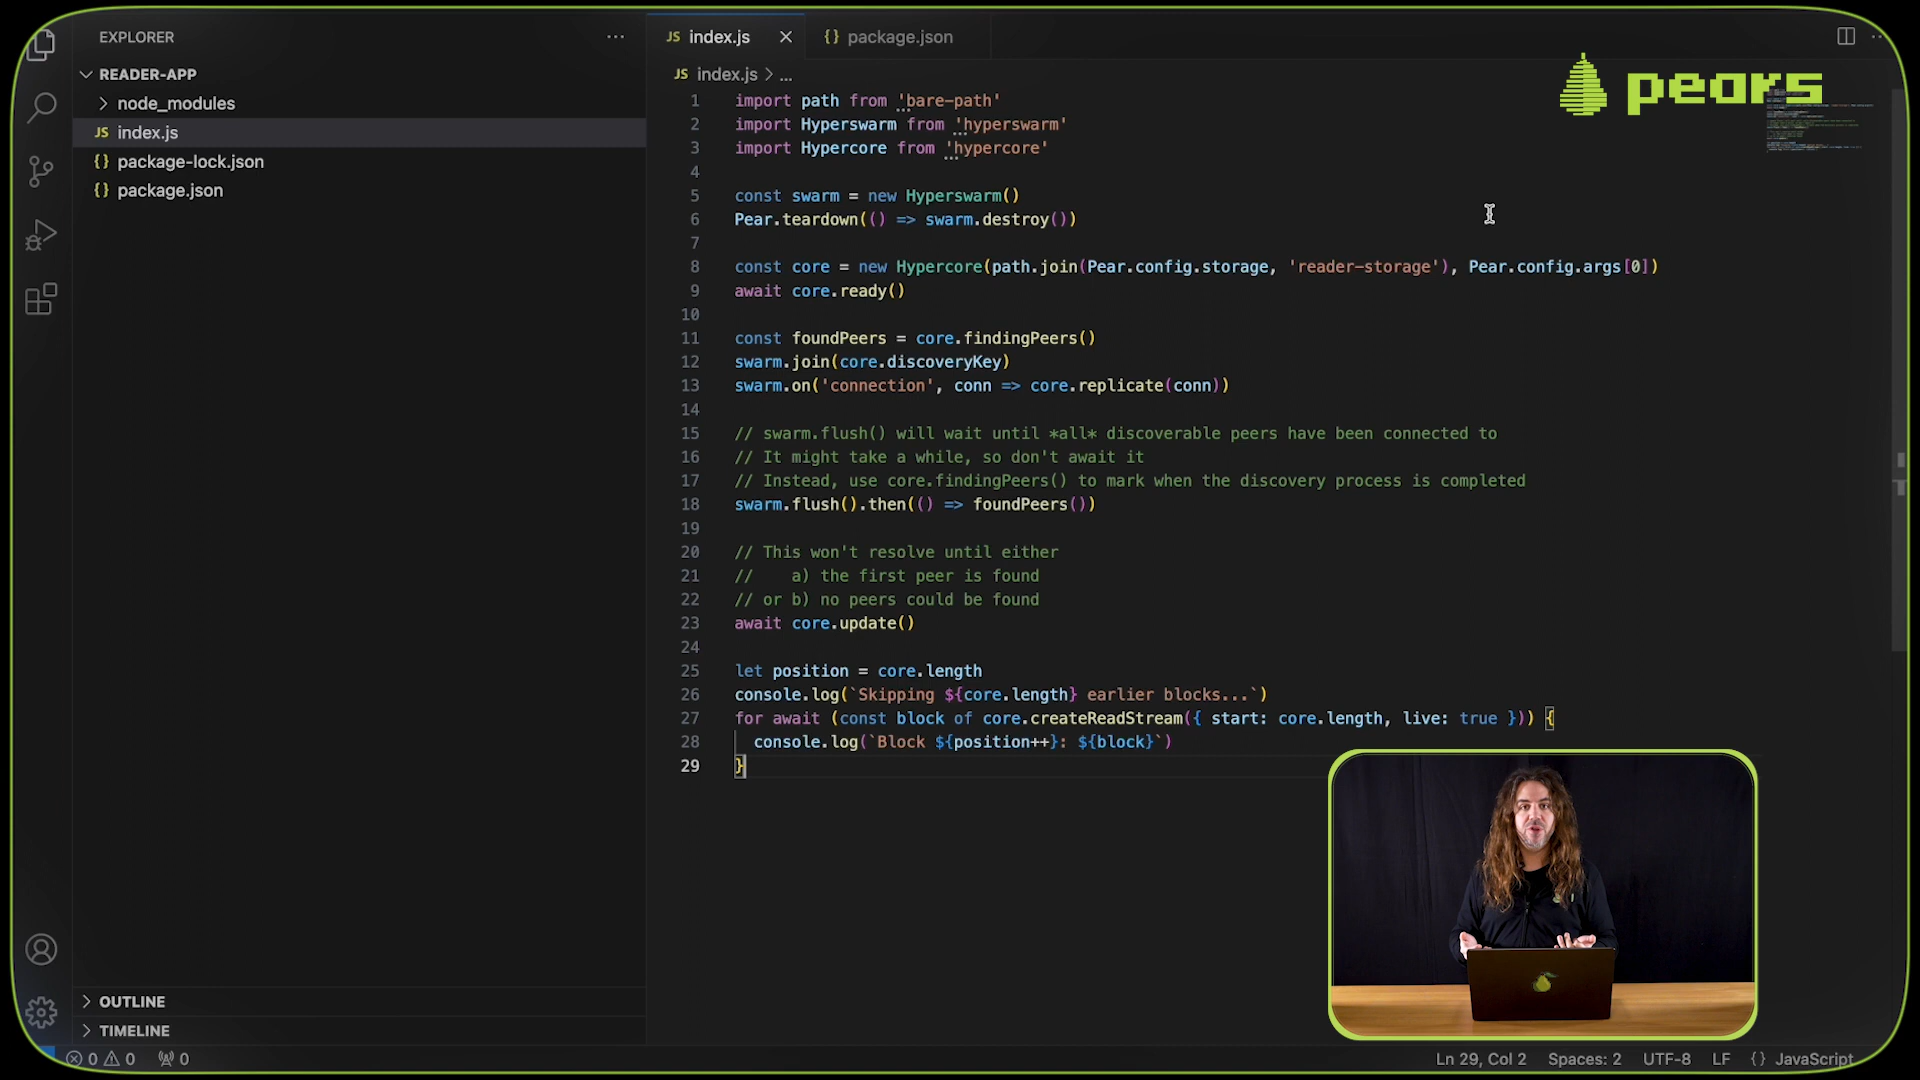 EXPLORER
READER-APP
node_modules
JS index.js
{} package-lock.json
{} package.json
JS index.js
{} package.json
JS index.js > ...
pears
1 import path from 'bare-path'
2 import Hyperswarm from 'hyperswarm'
3 import Hypercore from 'hypercore'
4
5 const swarm = new Hyperswarm()
6 Pear.teardown(() => swarm.destroy())
7
8 const core = new Hypercore(path.join(Pear.config.storage, 'reader-storage'), Pear.config.args[0])
9 await core.ready()
10
11 const foundPeers = core.findingPeers()
12 swarm.join(core.discoveryKey)
13 swarm.on('connection', conn => core.replicate(conn))
14
15 // swarm.flush() will wait until *all* discoverable peers have been connected to
16 // It might take a while, so don't await it
17 // Instead, use core.findingPeers() to mark when the discovery process is completed
18 swarm.flush().then(() => foundPeers())
19
20 // This won't resolve until either
21 //    a) the first peer is found
22 // or b) no peers could be found
23 await core.update()
24
25 let position = core.length
26 console.log(`Skipping ${core.length} earlier blocks...`)
27 for await (const block of core.createReadStream({ start: core.length, live: true })) {
28   console.log(`Block ${position++}: ${block}`)
29 }
OUTLINE
TIMELINE
0 0 0
Ln 29, Col 2 Spaces: 2 UTF-8 LF {} JavaScript